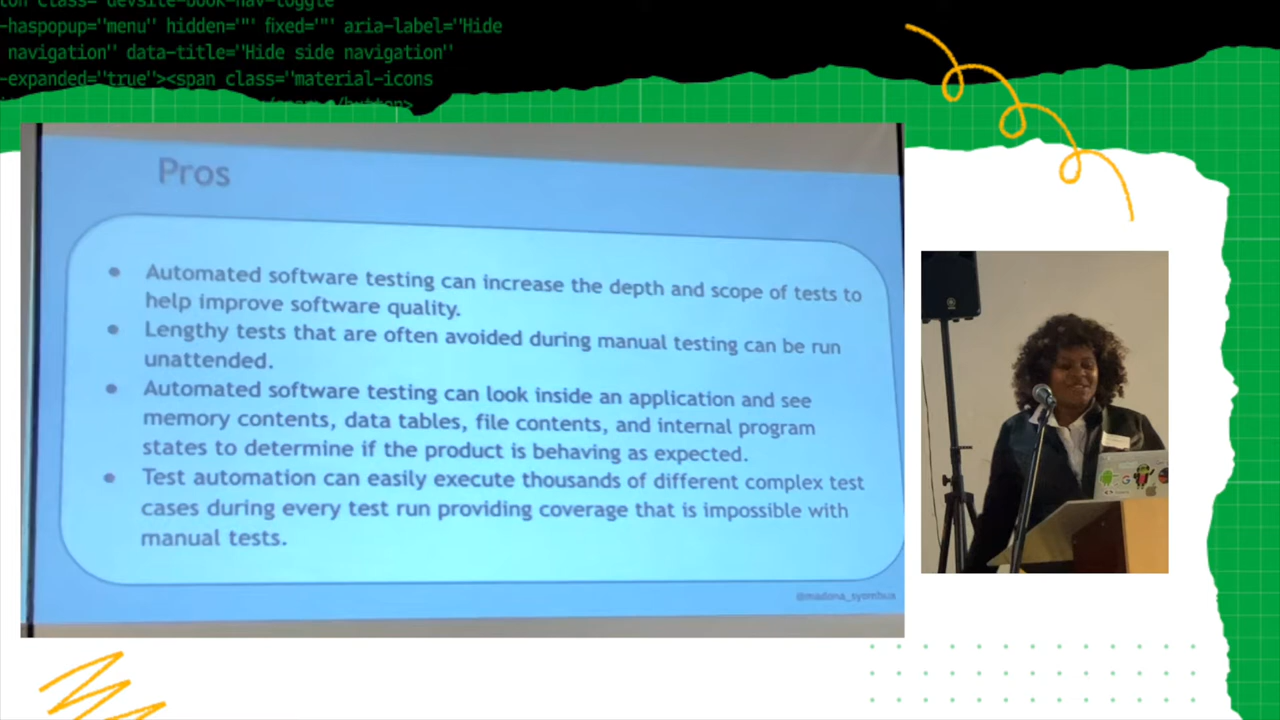 -haspopup="menu" hidden="" fixed="" aria-label="Hide
navigation" data-title="Hide side navigation"
-expanded="true"><span class="material-icons
Pros
Automated software testing can increase the depth and scope of tests to
help improve software quality.
Lengthy tests that are often avoided during manual testing can be run
unattended.
Automated software testing can look inside an application and see
memory contents, data tables, file contents, and internal program
states to determine if the product is behaving as expected.
Test automation can easily execute thousands of different complex test
cases during every test run providing coverage that is impossible with
manual tests.